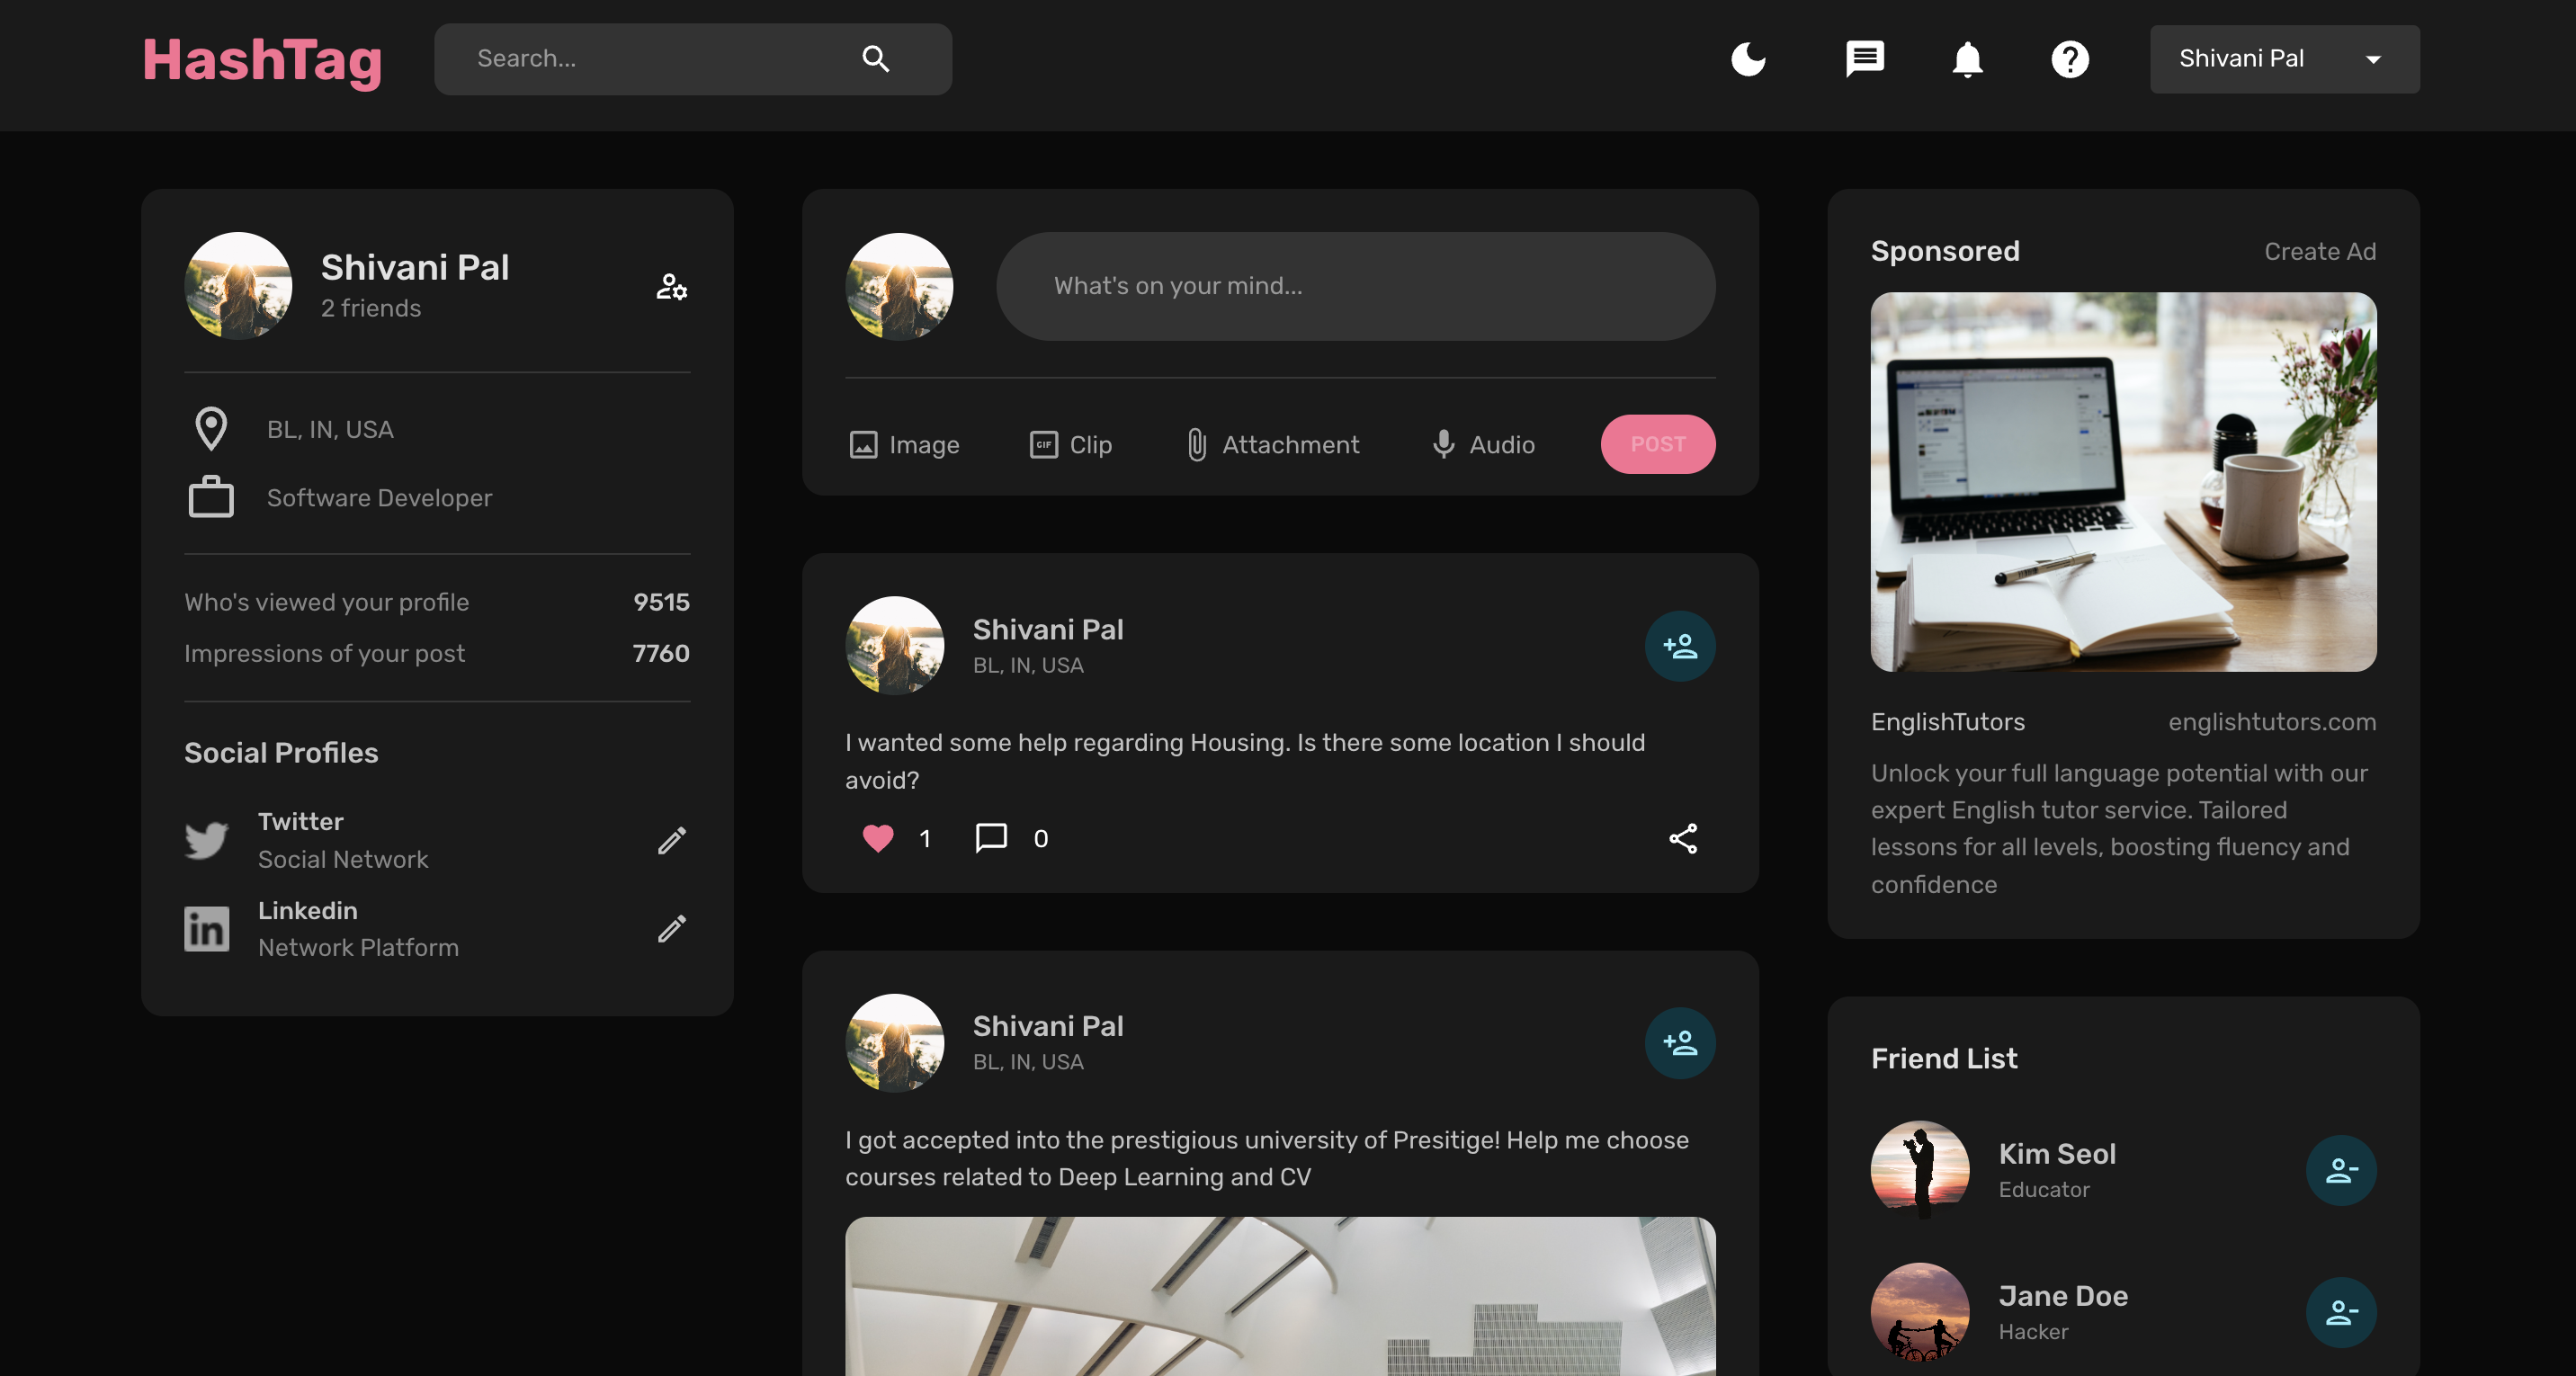 HashTag
Search...
Shivani Pal
Shivani Pal
2 friends
BL, IN, USA
Software Developer
Who's viewed your profile 9515
Impressions of your post 7760
Social Profiles
Twitter
Social Network
Linkedin
Network Platform
What's on your mind...
Image
GIF Clip
Attachment
Audio
POST
Shivani Pal
BL, IN, USA
I wanted some help regarding Housing. Is there some location I should
avoid?
1 0
Shivani Pal
BL, IN, USA
I got accepted into the prestigious university of Presitige! Help me choose
courses related to Deep Learning and CV
Sponsored Create Ad
EnglishTutors englishtutors.com
Unlock your full language potential with our
expert English tutor service. Tailored
lessons for all levels, boosting fluency and
confidence
Friend List
Kim Seol
Educator
Jane Doe
Hacker